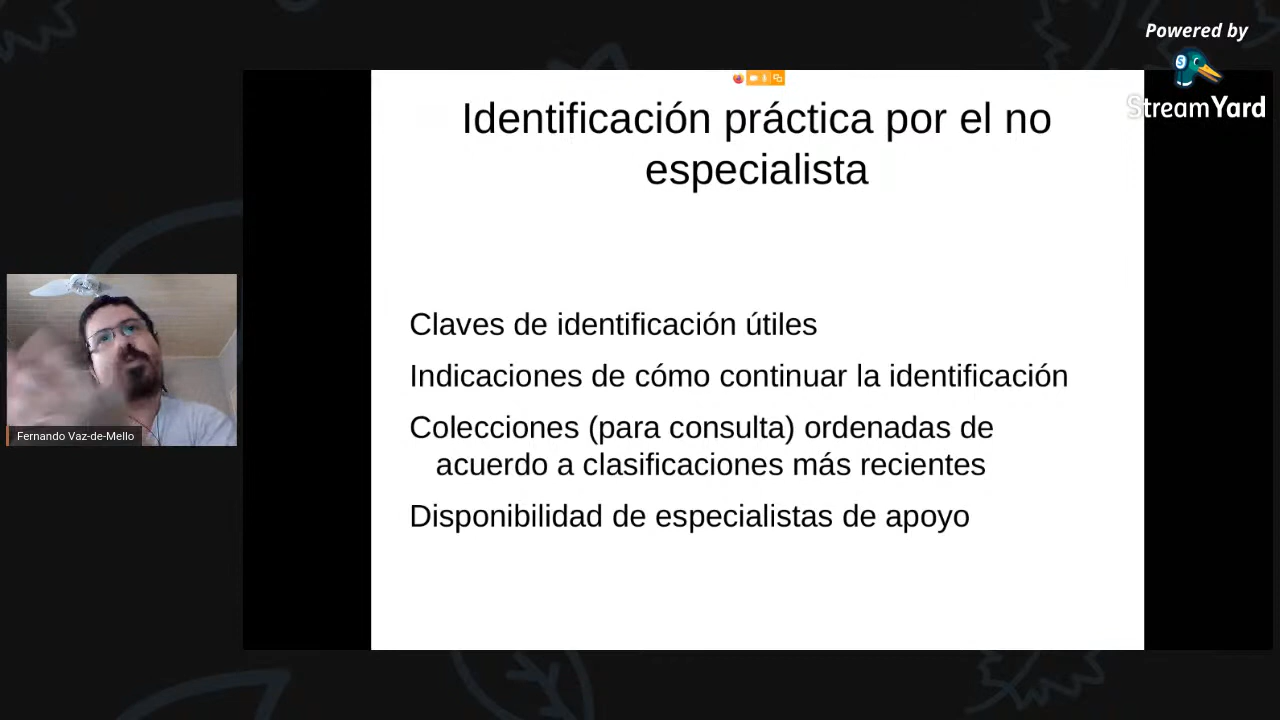 Powered by
StreamYard
Identificación práctica por el no
especialista
Claves de identificación útiles
Indicaciones de cómo continuar la identificación
Colecciones (para consulta) ordenadas de
acuerdo a clasificaciones más recientes
Disponibilidad de especialistas de apoyo
Fernando Vaz-de-Mello